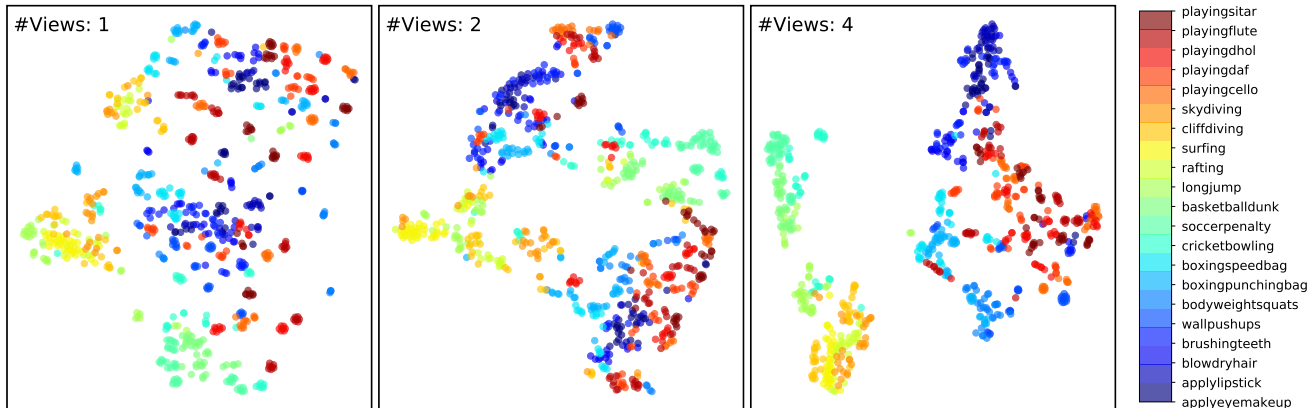 #Views: 1
#Views: 2
#Views: 4
playingsitar
playingflute
playingdhol
playingdaf
playingcello
skydiving
cliffdiving
surfing
rafting
longjump
basketballdunk
soccerpenalty
cricketbowling
boxingspeedbag
boxingpunchingbag
bodyweightsquats
wallpushups
brushingteeth
blowdryhair
applylipstick
applyeyemakeup